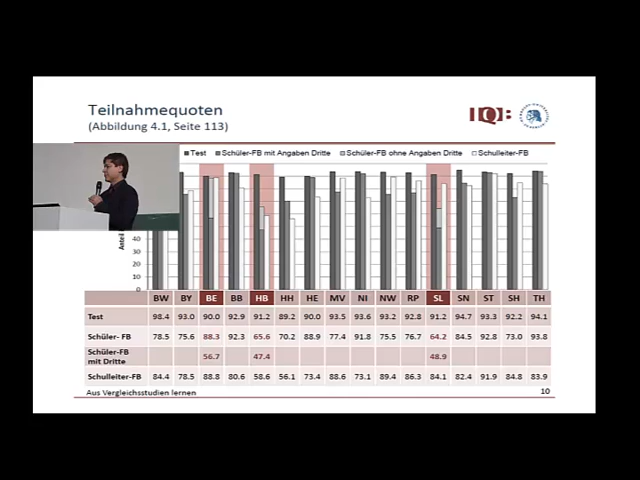 Teilnahmequoten
(Abbildung 4.1, Seite 113)
IQB
Test Schüler-FB mit Angaben Dritte Schüler-FB ohne Angaben Dritte Schulleiter-FB
40
30
20
10
0
BW BY BE BB HB HH HE MV NI NW RP SL SN ST SH TH
Test 98.4 93.0 90.0 92.9 91.2 89.2 90.0 93.5 93.6 93.2 92.8 91.2 94.7 93.3 92.2 94.1
Schüler- FB 78.5 75.6 88.3 92.3 65.6 70.2 88.9 77.4 91.8 75.5 76.7 64.2 84.5 92.8 73.0 93.8
Schüler-FB
mit Dritte 56.7 47.4 48.9
Schulleiter-FB 84.4 78.5 88.8 80.6 58.6 56.1 73.4 88.6 73.1 89.4 86.3 84.1 82.4 91.9 84.8 83.9
Aus Vergleichsstudien lernen
10